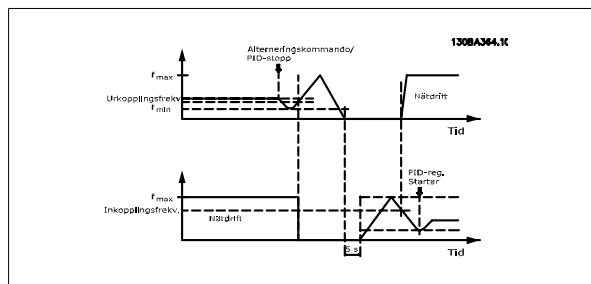 130BA364.10
Alterneringskommando/
PID-stopp
fmax
Urkopplingsfrekv
fmin
Nätdrift
Tid
PID-reg.
Starter
fmax
Inkopplingsfrekv.
Nätdrift
5 s
Tid